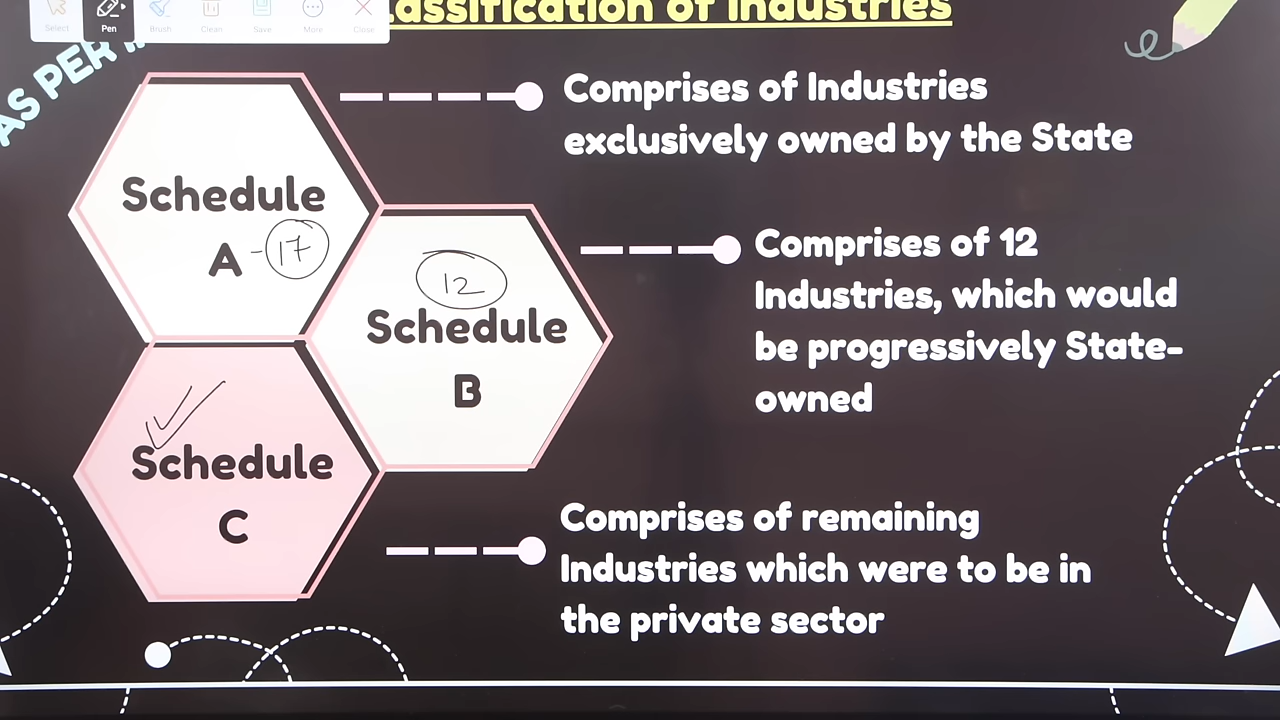 Select
Pen
Brush
Clean
Save
More
Close
lassification of Industries
AS PER
Comprises of Industries
exclusively owned by the State
Schedule
A - 17
Comprises of 12
Industries, which would
be progressively State-
owned
12
Schedule
B
Schedule
C
Comprises of remaining
Industries which were to be in
the private sector